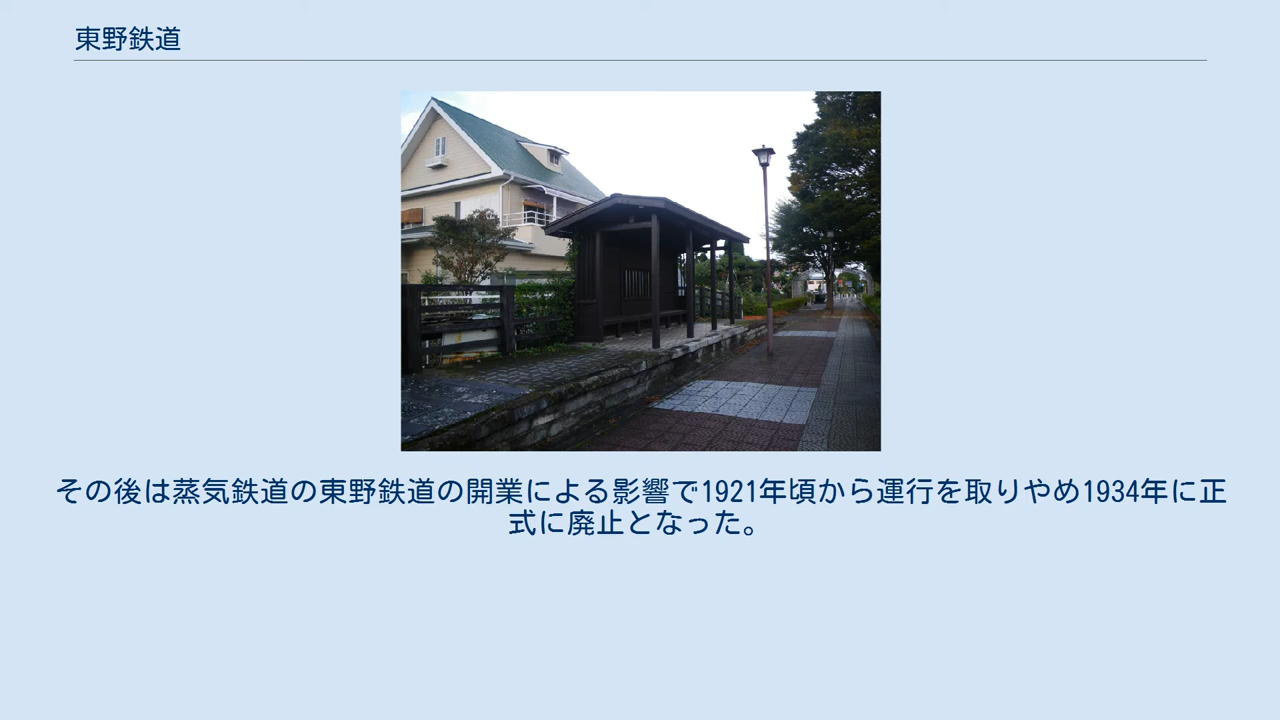 東野鉄道
その後は蒸気鉄道の東野鉄道の開業による影響で1921年頃から運行を取りやめ1934年に正
式に廃止となった。